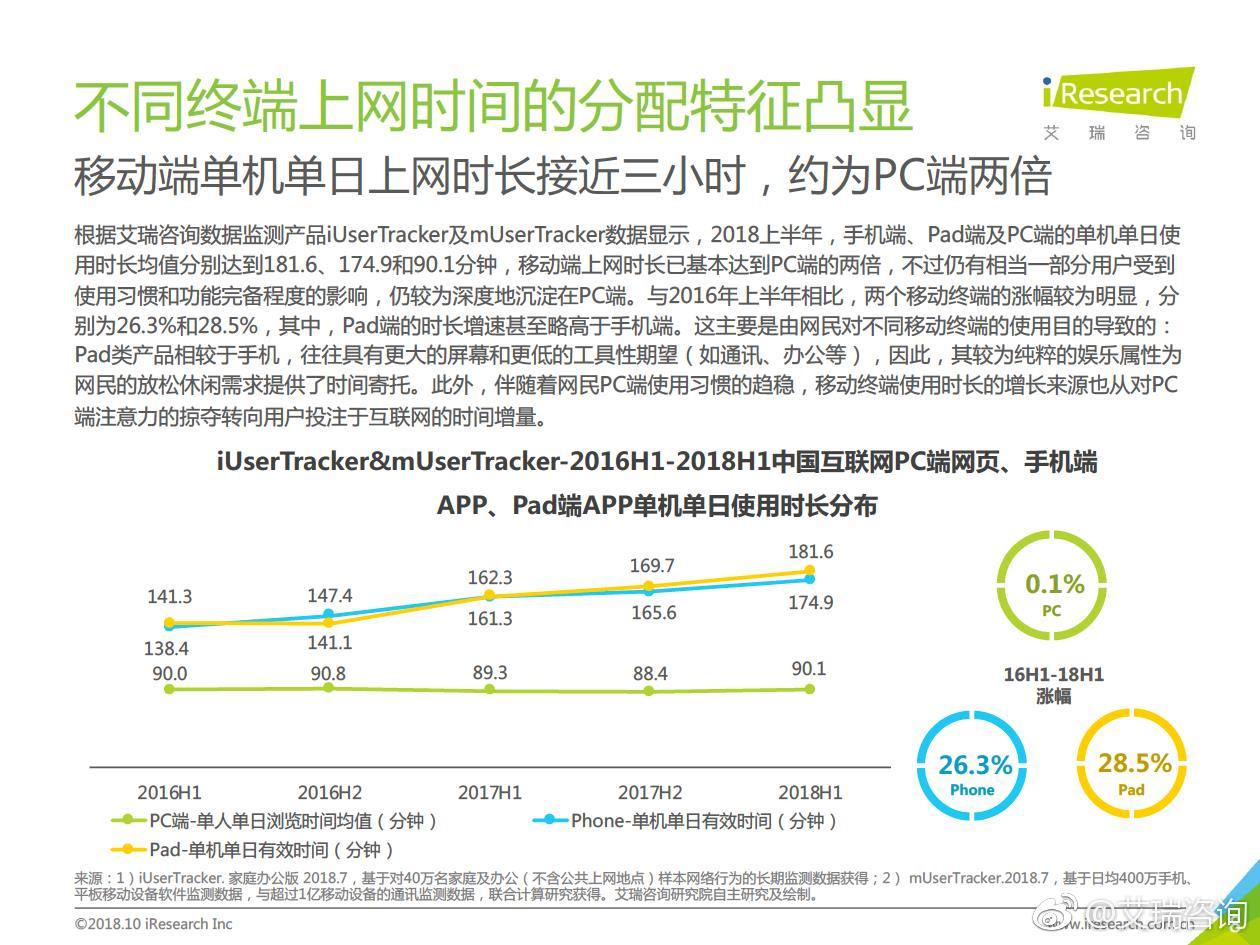 不同终端上网时间的分配特征凸显
iResearch
艾瑞咨询
移动端单机单日上网时长接近三小时，约为PC端两倍
根据艾瑞咨询数据监测产品iUserTracker及mUserTracker数据显示，2018上半年，手机端、Pad端及PC端的单机单日使
用时长均值分别达到181.6、174.9和90.1分钟，移动端上网时长已基本达到PC端的两倍，不过仍有相当一部分用户受到
使用习惯和功能完备程度的影响，仍较为深度地沉淀在PC端。与2016年上半年相比，两个移动终端的涨幅较为明显，分
别为26.3%和28.5%，其中，Pad端的时长增速甚至略高于手机端。这主要是由网民对不同移动终端的使用目的导致的：
Pad类产品相较于手机，往往具有更大的屏幕和更低的工具性期望（如通讯、办公等），因此，其较为纯粹的娱乐属性为
网民的放松休闲需求提供了时间寄托。此外，伴随着网民PC端使用习惯的趋稳，移动终端使用时长的增长来源也从对PC
端注意力的掠夺转向用户投注于互联网的时间增量。
iUserTracker&mUserTracker-2016H1-2018H1中国互联网PC端网页、手机端
APP、Pad端APP单机单日使用时长分布
141.3 147.4 162.3 169.7 181.6
138.4 141.1 161.3 165.6 174.9
90.0 90.8 89.3 88.4 90.1
2016H1 2016H2 2017H1 2017H2 2018H1
PC端-单人单日浏览时间均值（分钟） Phone-单机单日有效时间（分钟）
Pad-单机单日有效时间（分钟）
0.1%
PC
16H1-18H1
涨幅
26.3% 28.5%
Phone Pad
来源：1）iUserTracker. 家庭办公版 2018.7，基于对40万名家庭及办公（不含公共上网地点）样本网络行为的长期监测数据获得；2） mUserTracker.2018.7，基于日均400万手机、
平板移动设备软件监测数据，与超过1亿移动设备的通讯监测数据，联合计算研究获得。艾瑞咨询研究院自主研究及绘制。
©2018.10 iResearch Inc www.iresearch.com.cn
@艾瑞咨询